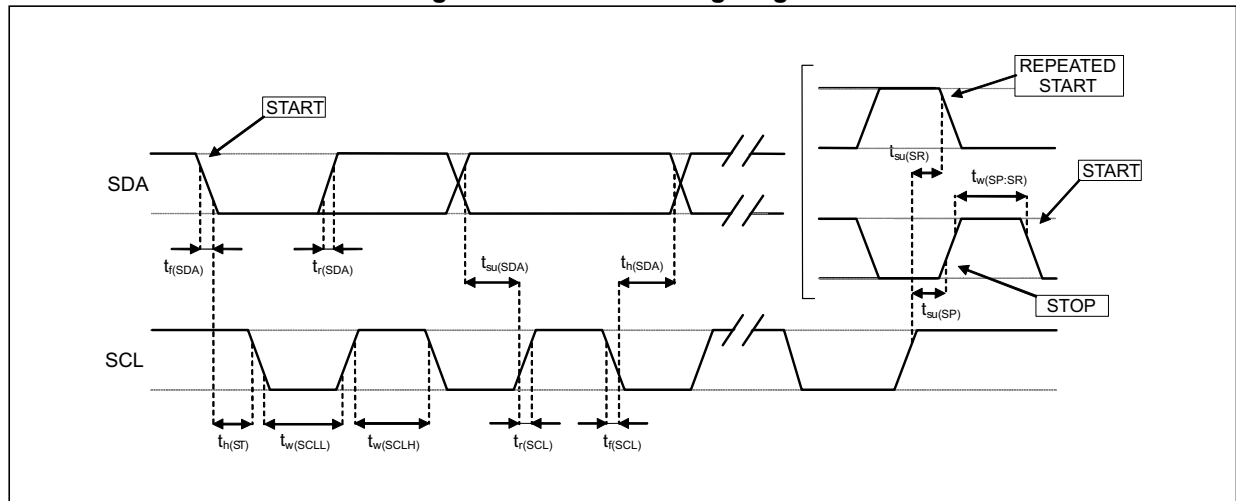 REPEATED
START
START
t_su(SR)
t_w(SP:SR)
START
SDA
t_f(SDA)
t_r(SDA)
t_su(SDA)
t_h(SDA)
t_su(SP)
STOP
SCL
t_h(ST)
t_w(SCLL)
t_w(SCLH)
t_r(SCL)
t_f(SCL)